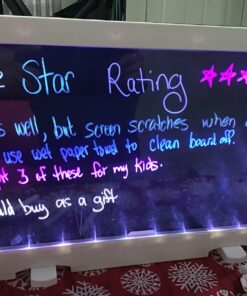 Star Rating ☆☆☆
well, but screen scratches when
use wet paper towel to clean board off.
3 of these for my kids.
buy as a gift